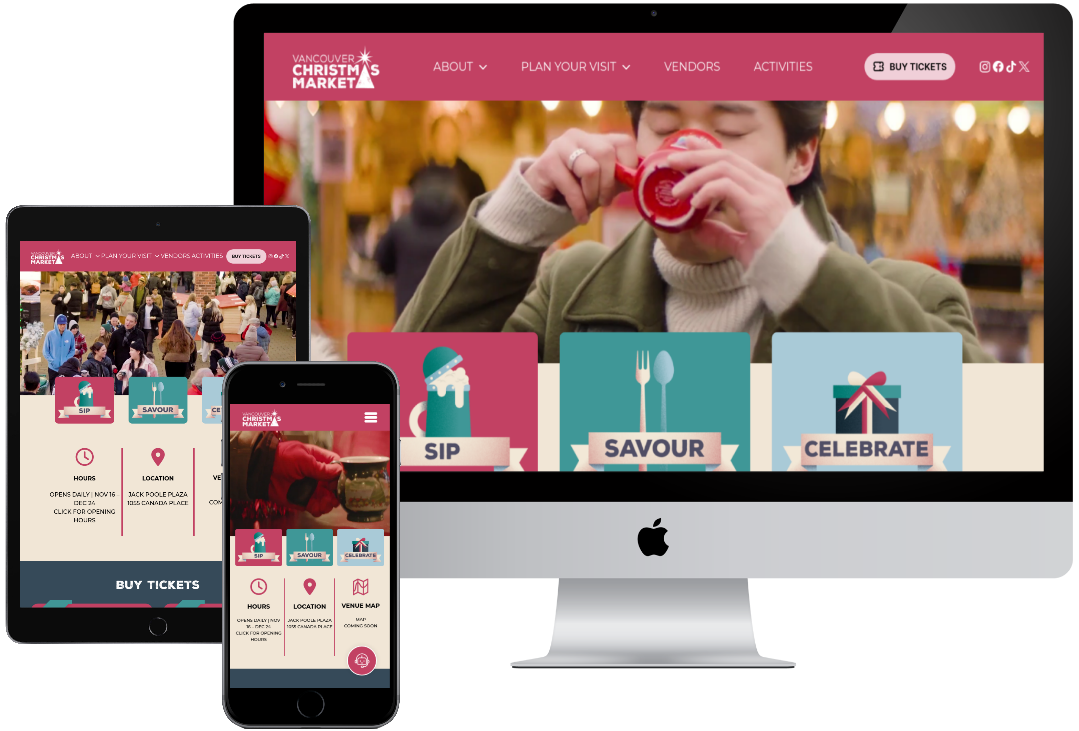 VANCOUVER
CHRISTMAS
MARKET
ABOUT PLAN YOUR VISIT VENDORS ACTIVITIES BUY TICKETS
SIP SAVOUR CELEBRATE
VANCOUVER
CHRISTMAS
MARKET
ABOUT PLAN YOUR VISIT VENDORS ACTIVITIES BUY TICKETS
SIP SAVOUR CE
HOURS LOCATION VE
OPENS DAILY | NOV 16 JACK POOLE PLAZA COM
DEC 24 1055 CANADA PLACE
CLICK FOR OPENING
HOURS
BUY TICKETS
VANCOUVER
CHRISTMAS
MARKET
SIP SAVOUR CELEBRATE
HOURS LOCATION VENUE MAP
OPENS DAILY | NOV JACK POOLE PLAZA MAP
16 - DEC 24 1055 CANADA PLACE COMING SOON
CLICK FOR OPENING
HOURS